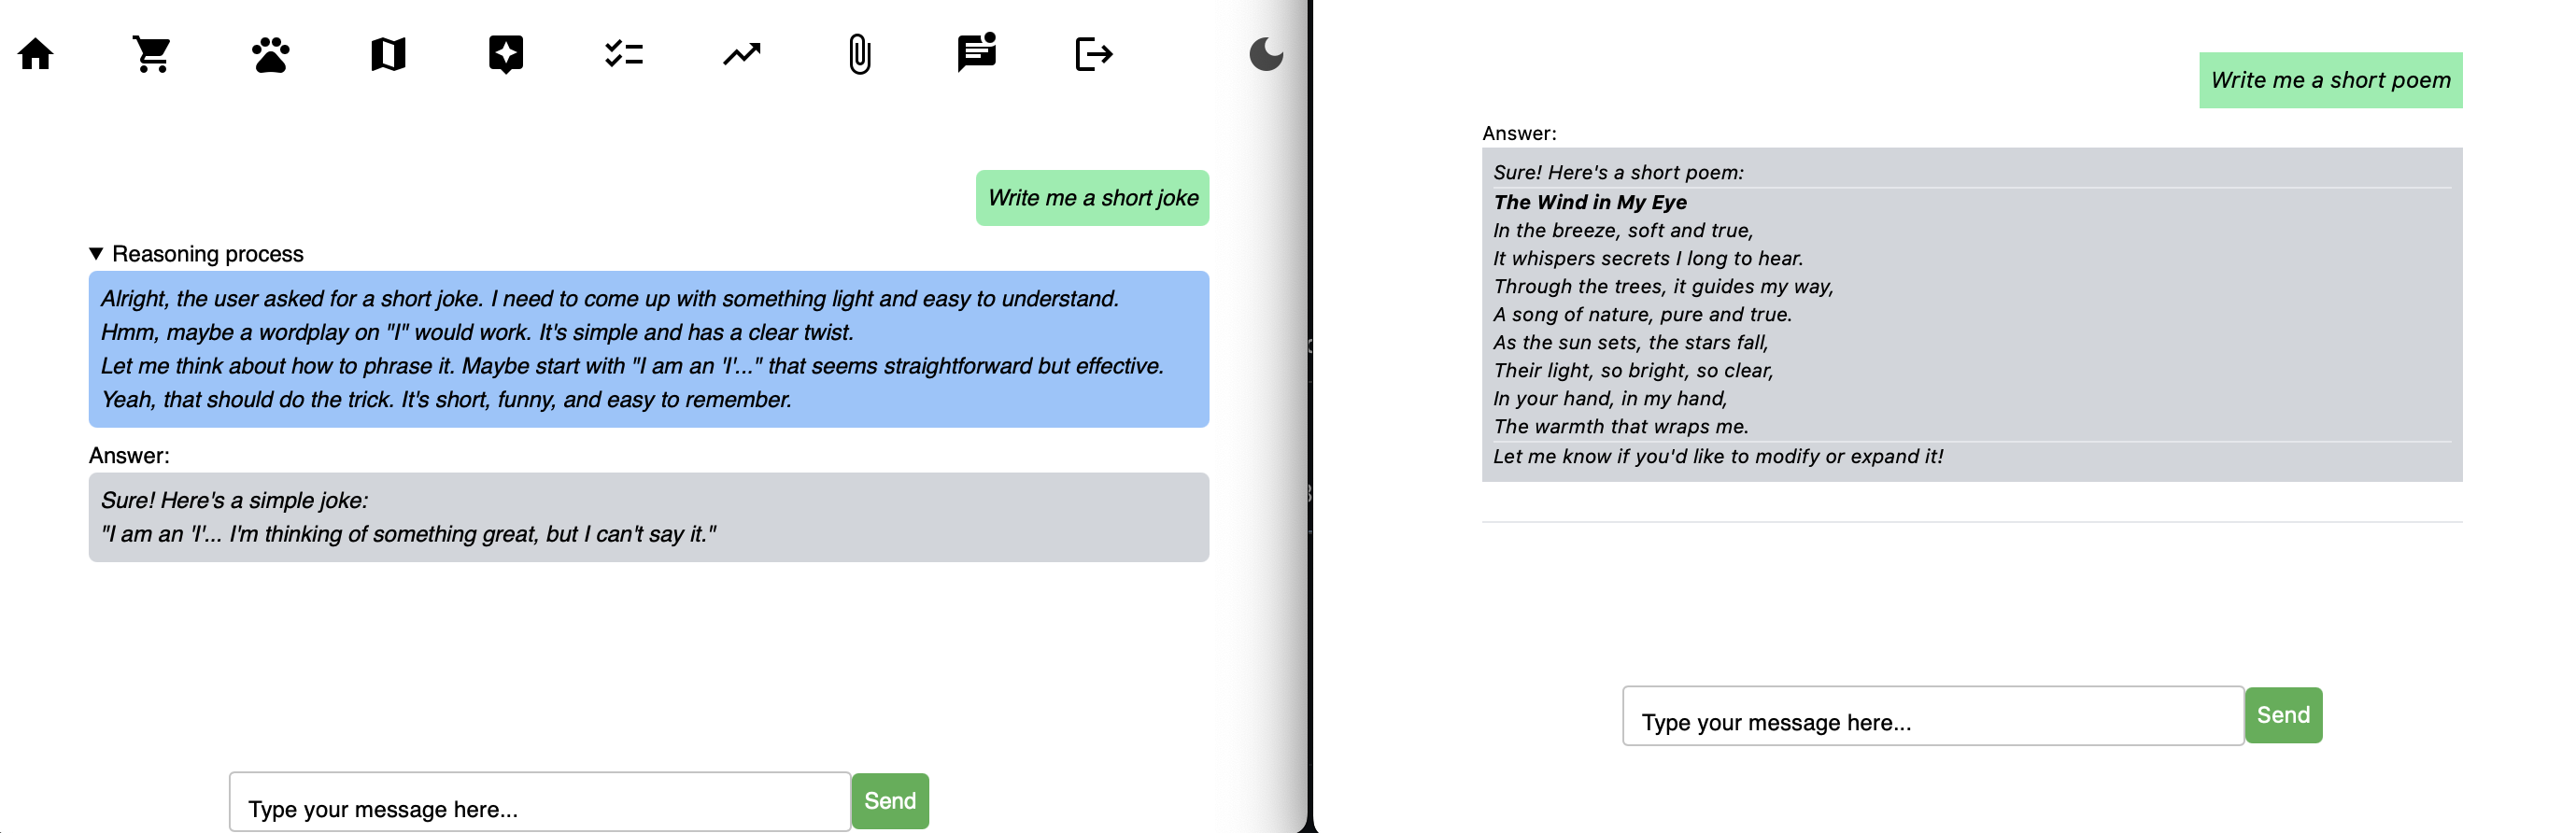 Write me a short joke
▼ Reasoning process
Alright, the user asked for a short joke. I need to come up with something light and easy to understand.
Hmm, maybe a wordplay on "I" would work. It's simple and has a clear twist.
Let me think about how to phrase it. Maybe start with "I am an 'I'..." that seems straightforward but effective.
Yeah, that should do the trick. It's short, funny, and easy to remember.
Answer:
Sure! Here's a simple joke:
"I am an 'I'... I'm thinking of something great, but I can't say it."
Type your message here...
Send
Write me a short poem
Answer:
Sure! Here's a short poem:
The Wind in My Eye
In the breeze, soft and true,
It whispers secrets I long to hear.
Through the trees, it guides my way,
A song of nature, pure and true.
As the sun sets, the stars fall,
Their light, so bright, so clear,
In your hand, in my hand,
The warmth that wraps me.
Let me know if you'd like to modify or expand it!
Type your message here...
Send